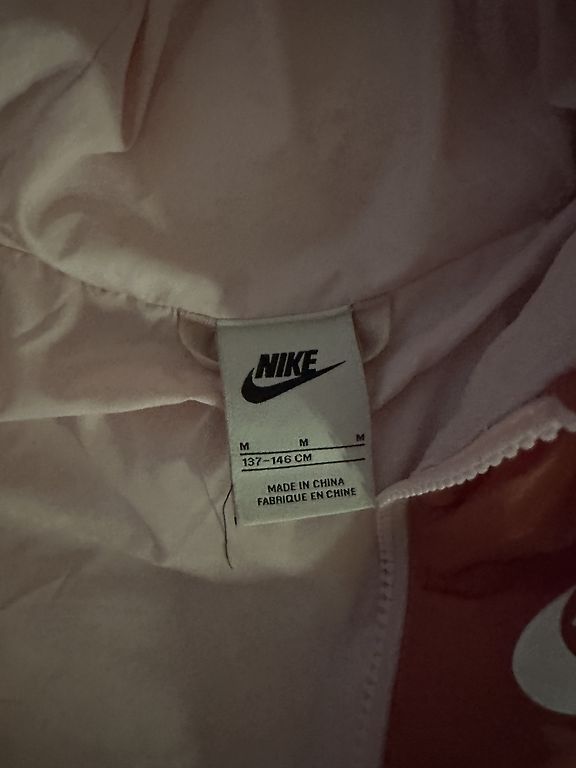 NIKE
M M M
137-146 CM
MADE IN CHINA
FABRIQUE EN CHINE